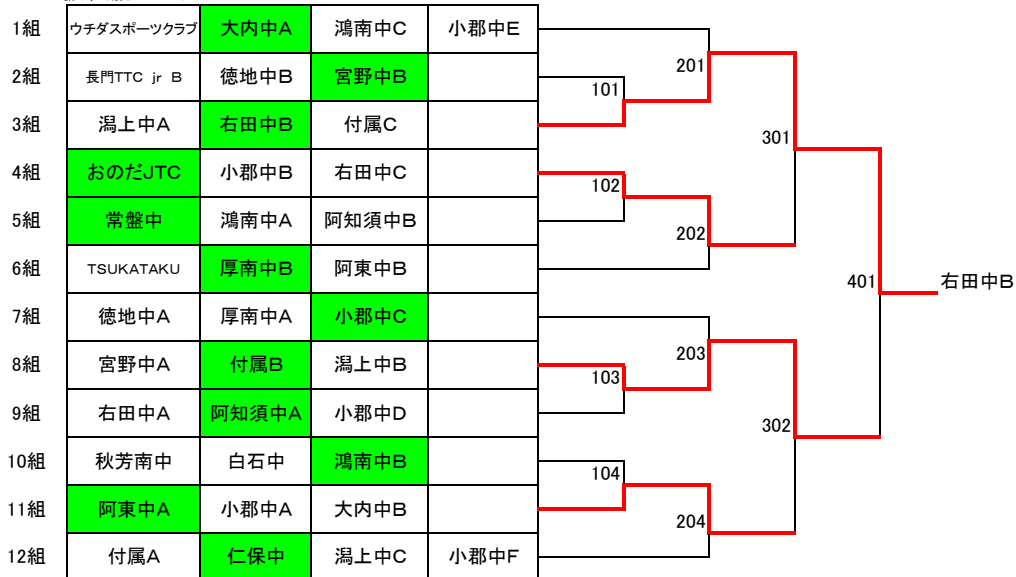 1組 ウチダスポーツクラブ 大内中A 鴻南中C 小郡中E
201
2組 長門TTC jr B 徳地中B 宮野中B
101
3組 潟上中A 右田中B 付属C
301
4組 おのだJTC 小郡中B 右田中C
102
5組 常盤中 鴻南中A 阿知須中B
202
6組 TSUKATAKU 厚南中B 阿東中B
401 右田中B
7組 徳地中A 厚南中A 小郡中C
203
8組 宮野中A 付属B 潟上中B
103
9組 右田中A 阿知須中A 小郡中D
302
10組 秋芳南中 白石中 鴻南中B
104
11組 阿東中A 小郡中A 大内中B
204
12組 付属A 仁保中 潟上中C 小郡中F